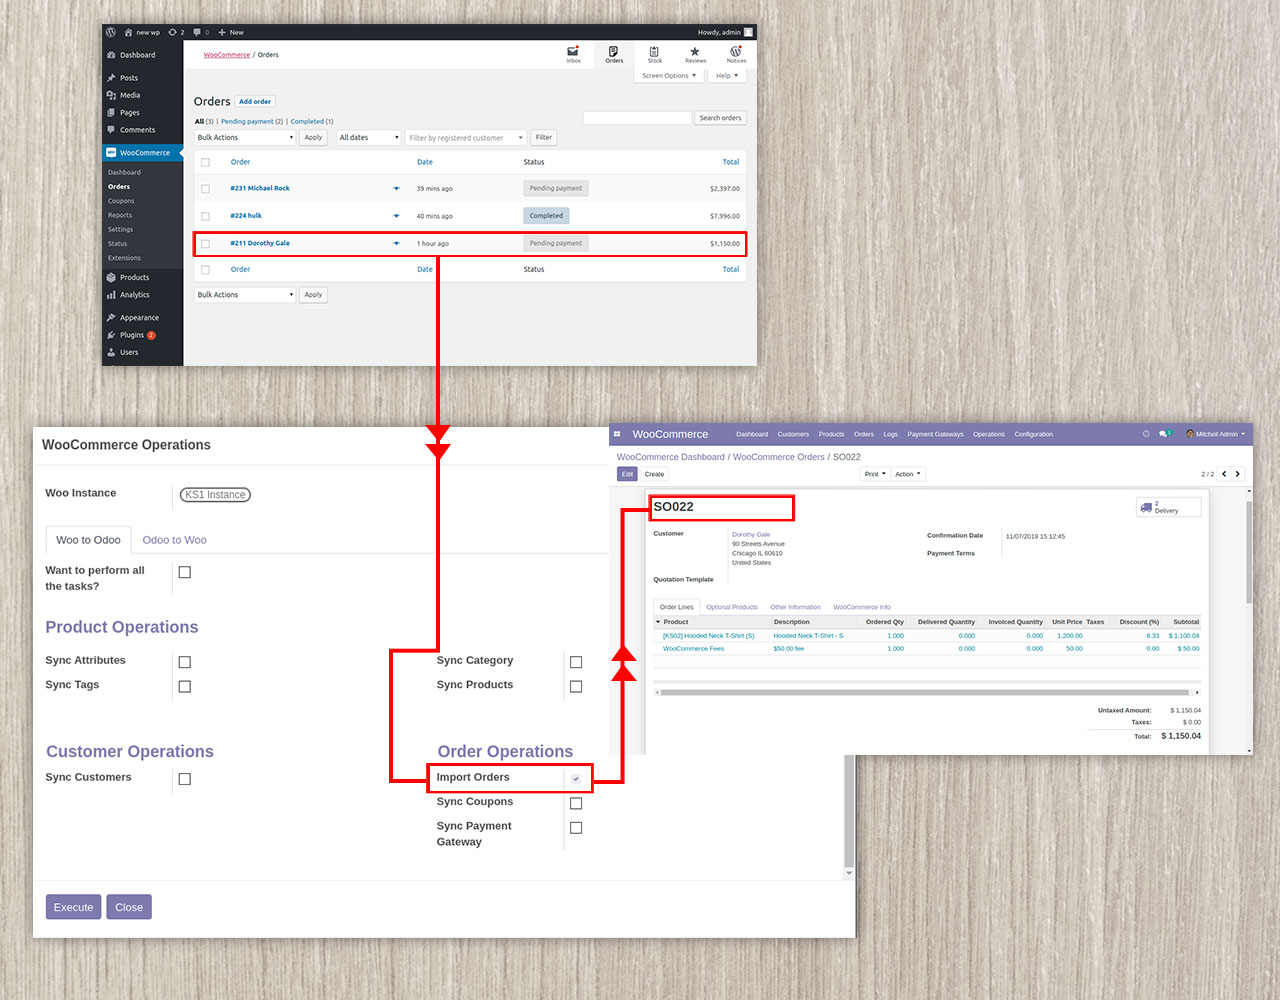 new wp 2 0 New Howdy, admin
Dashboard
Posts
Media
Pages
Comments
WooCommerce
Dashboard
Orders
Coupons
Reports
Settings
Status
Extensions
Products
Analytics
Appearance
Plugins 2
Users
WooCommerce / Orders
Inbox Orders Stock Reviews Notices
Screen Options Help
Orders Add order
All (3) | Pending payment (2) | Completed (1)
Search orders
Bulk Actions Apply All dates Filter by registered customer Filter
Order Date Status Total
#231 Michael Rock 39 mins ago Pending payment $2,397.00
#224 hulk 40 mins ago Completed $7,996.00
#211 Dorothy Gale 1 hour ago Pending payment $1,150.00
Order Date Status Total
Bulk Actions Apply
WooCommerce Operations
Woo Instance KS1 Instance
Woo to Odoo Odoo to Woo
Want to perform all
the tasks?
Product Operations
Sync Attributes Sync Category
Sync Tags Sync Products
Customer Operations Order Operations
Sync Customers Import Orders
Sync Coupons
Sync Payment
Gateway
Execute Close
WooCommerce Dashboard Customers Products Orders Logs Payment Gateways Operations Configuration Mitchell Admin
WooCommerce Dashboard / WooCommerce Orders / SO022
Edit Create Print Action 2 / 2
SO022
2
Delivery
Customer Dorothy Gale
90 Streets Avenue
Chicago IL 60610
United States
Confirmation Date 11/07/2019 15:12:45
Payment Terms
Quotation Template
Order Lines Optional Products Other Information WooCommerce Info
Product Description Ordered Qty Delivered Quantity Invoiced Quantity Unit Price Taxes Discount (%) Subtotal
[KS02] Hooded Neck T-Shirt (S) Hooded Neck T-Shirt - S 1.000 0.000 0.000 1,200.00 8.33 $ 1,100.04
WooCommerce Fees $50.00 fee 1.000 0.000 0.000 50.00 0.00 $ 50.00
Untaxed Amount: $ 1,150.04
Taxes: $ 0.00
Total: $ 1,150.04